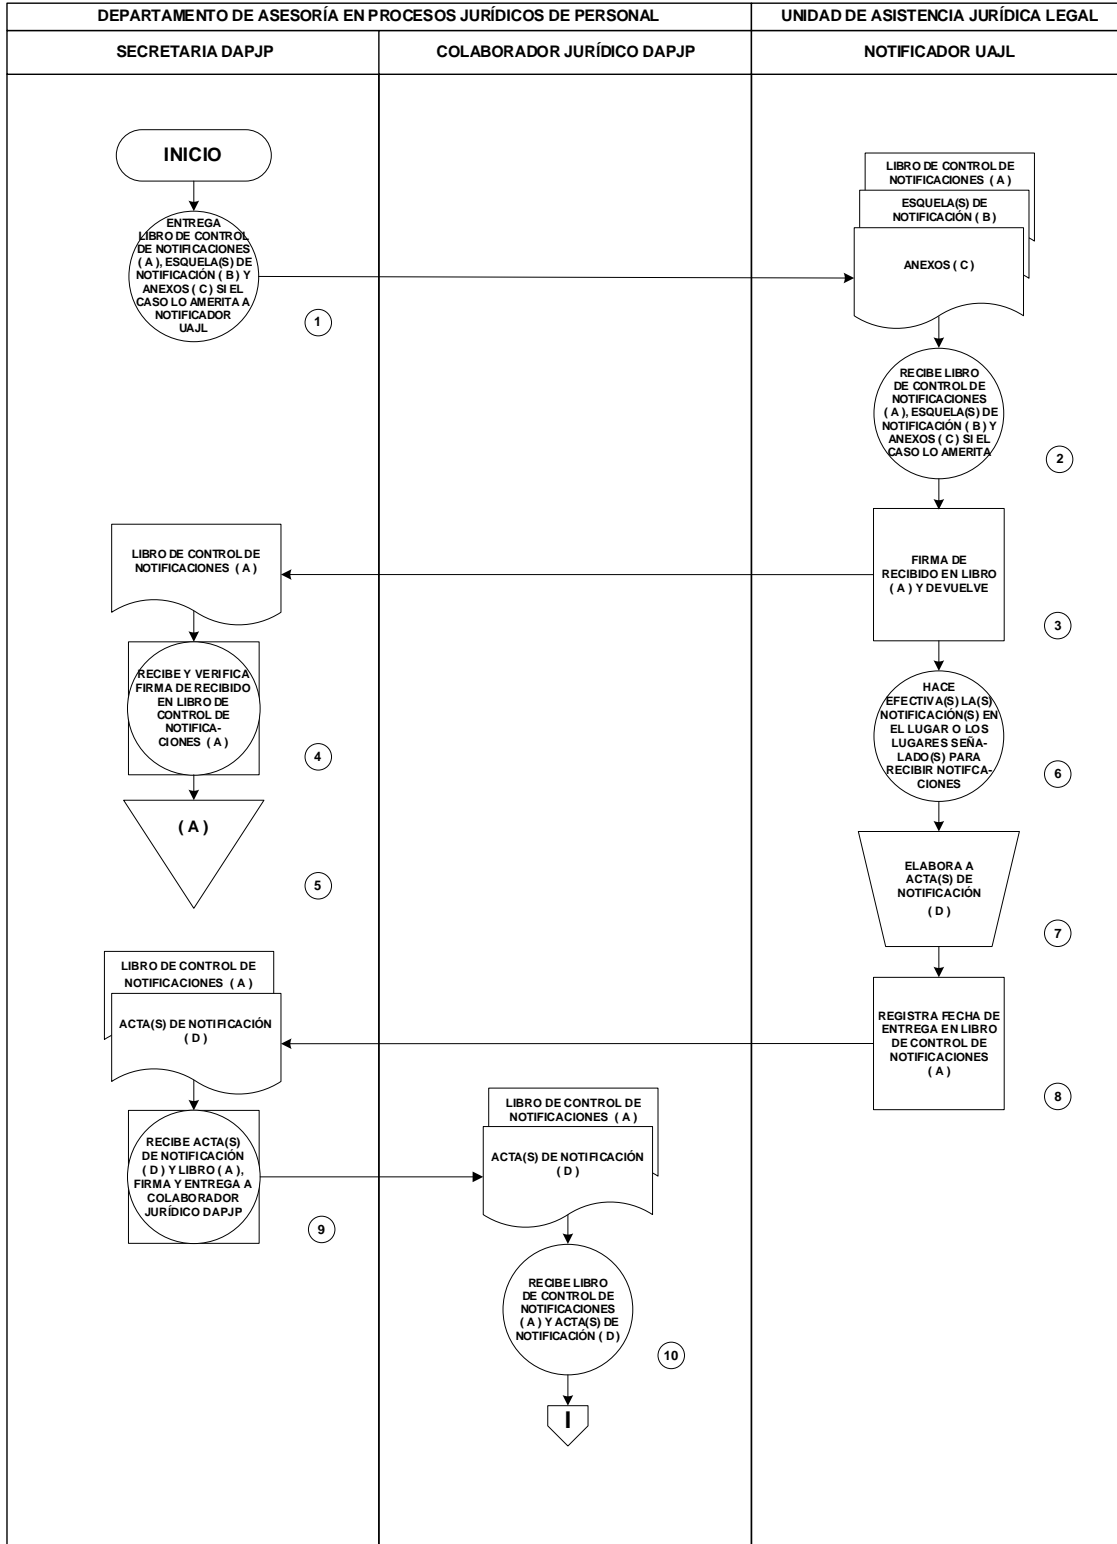 DEPARTAMENTO DE ASESORÍA EN PROCESOS JURÍDICOS DE PERSONAL
UNIDAD DE ASISTENCIA JURÍDICA LEGAL
SECRETARIA DAPJP
COLABORADOR JURÍDICO DAPJP
NOTIFICADOR UAJL
INICIO
ENTREGA
LIBRO DE CONTROL
DE NOTIFICACIONES
( A ), ESQUELA(S) DE
NOTIFICACIÓN ( B ) Y
ANEXOS ( C ) SI EL
CASO LO AMERITA A
NOTIFICADOR
UAJL
1
LIBRO DE CONTROL DE
NOTIFICACIONES ( A )
ESQUELA(S) DE
NOTIFICACIÓN ( B )
ANEXOS ( C )
RECIBE LIBRO
DE CONTROL DE
NOTIFICACIONES
( A ), ESQUELA(S) DE
NOTIFICACIÓN ( B ) Y
ANEXOS ( C ) SI EL
CASO LO AMERITA
2
FIRMA DE
RECIBIDO EN LIBRO
( A ) Y DEVUELVE
3
LIBRO DE CONTROL DE
NOTIFICACIONES ( A )
RECIBE Y VERIFICA
FIRMA DE RECIBIDO
EN LIBRO DE
CONTROL DE
NOTIFICA-
CIONES ( A )
4
( A )
5
HACE
EFECTIVA(S) LA(S)
NOTIFICACIÓN(S) EN
EL LUGAR O LOS
LUGARES SEÑA-
LADO(S) PARA
RECIBIR NOTIFCA-
CIONES
6
ELABORA A
ACTA(S) DE
NOTIFICACIÓN
( D )
7
REGISTRA FECHA DE
ENTREGA EN LIBRO
DE CONTROL DE
NOTIFICACIONES
( A )
8
LIBRO DE CONTROL DE
NOTIFICACIONES ( A )
ACTA(S) DE NOTIFICACIÓN
( D )
RECIBE ACTA(S)
DE NOTIFICACIÓN
( D ) Y LIBRO ( A ),
FIRMA Y ENTREGA A
COLABORADOR
JURÍDICO DAPJP
9
LIBRO DE CONTROL DE
NOTIFICACIONES ( A )
ACTA(S) DE NOTIFICACIÓN
( D )
RECIBE LIBRO
DE CONTROL DE
NOTIFICACIONES
( A ) Y ACTA(S) DE
NOTIFICACIÓN ( D )
10
I